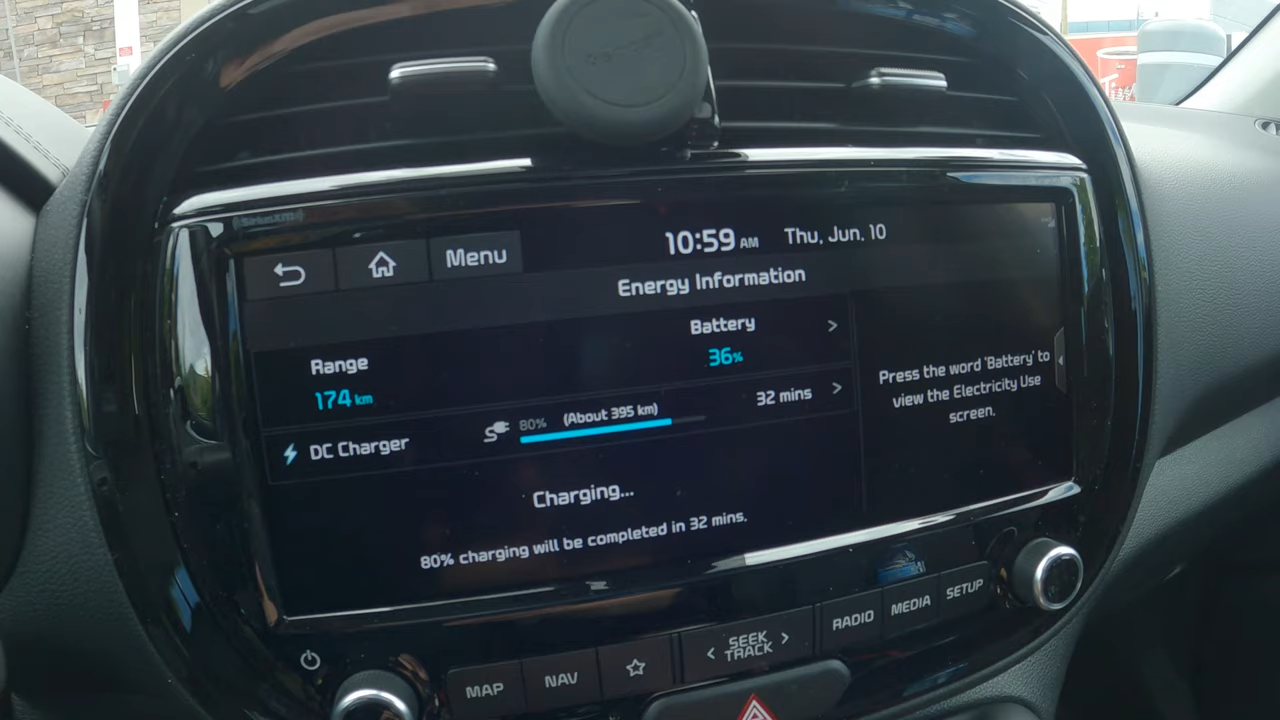 SiriusXM
10:59 AM Thu, Jun. 10
Menu
Energy Information
Battery
36%
Range
174 km
DC Charger
80% (About 395 km)
32 mins
Charging...
80% charging will be completed in 32 mins.
Press the word 'Battery' to
view the Electricity Use
screen.
MAP
NAV
SEEK
TRACK
RADIO
MEDIA
SETUP